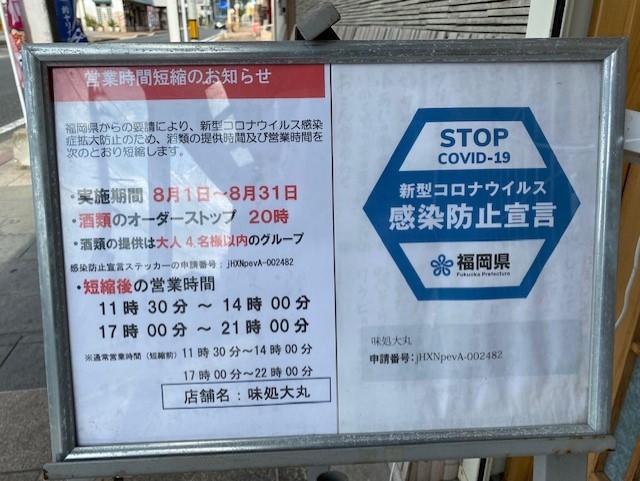 営業時間短縮のお知らせ
福岡県からの要請により、新型コロナウイルス感染
症拡大防止のため、酒類の提供時間及び営業時間を
次のとおり短縮します。
・実施期間 8月1日~8月31日
・酒類のオーダーストップ 20時
・酒類の提供は大人4名様以内のグループ
感染防止宣言ステッカーの申請番号:jHXNpevA-002482
・短縮後の営業時間
11時 30分 ~ 14時 00分
17時 00分 ~ 21時 00分
※通常営業時間(短縮前) 11時 30分~14時 00分
17時 00分~22時 00分
店舗名:味処大丸
STOP
COVID-19
新型コロナウイルス
感染防止宣言
福岡県
Fukuoka Prefecture
味処大丸
申請番号:jHXNpevA-002482